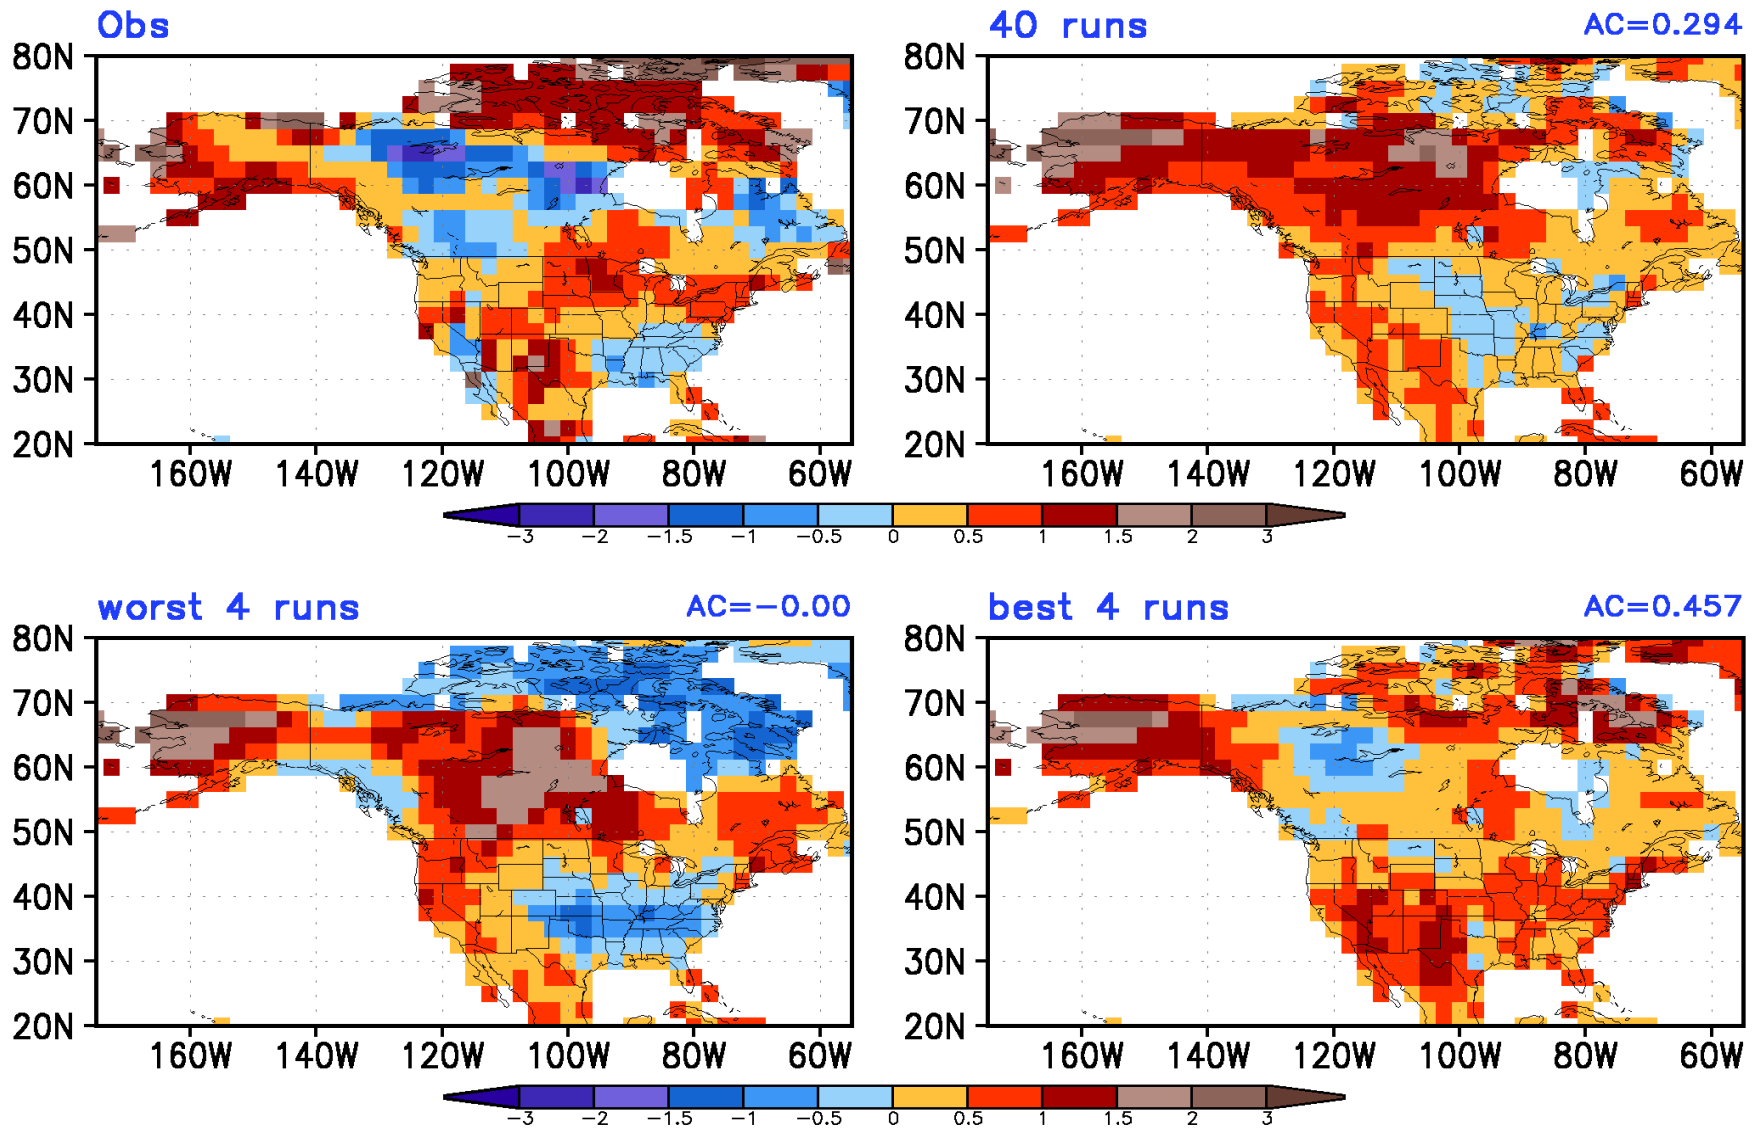 Obs
40 runs AC=0.294
80N 80N
70N 70N
60N 60N
50N 50N
40N 40N
30N 30N
20N 20N
160W 140W 120W 100W 80W 60W 160W 140W 120W 100W 80W 60W
-3 -2 -1.5 -1 -0.5 0 0.5 1 1.5 2 3
worst 4 runs AC=-0.00
best 4 runs AC=0.457
80N 80N
70N 70N
60N 60N
50N 50N
40N 40N
30N 30N
20N 20N
160W 140W 120W 100W 80W 60W 160W 140W 120W 100W 80W 60W
-3 -2 -1.5 -1 -0.5 0 0.5 1 1.5 2 3